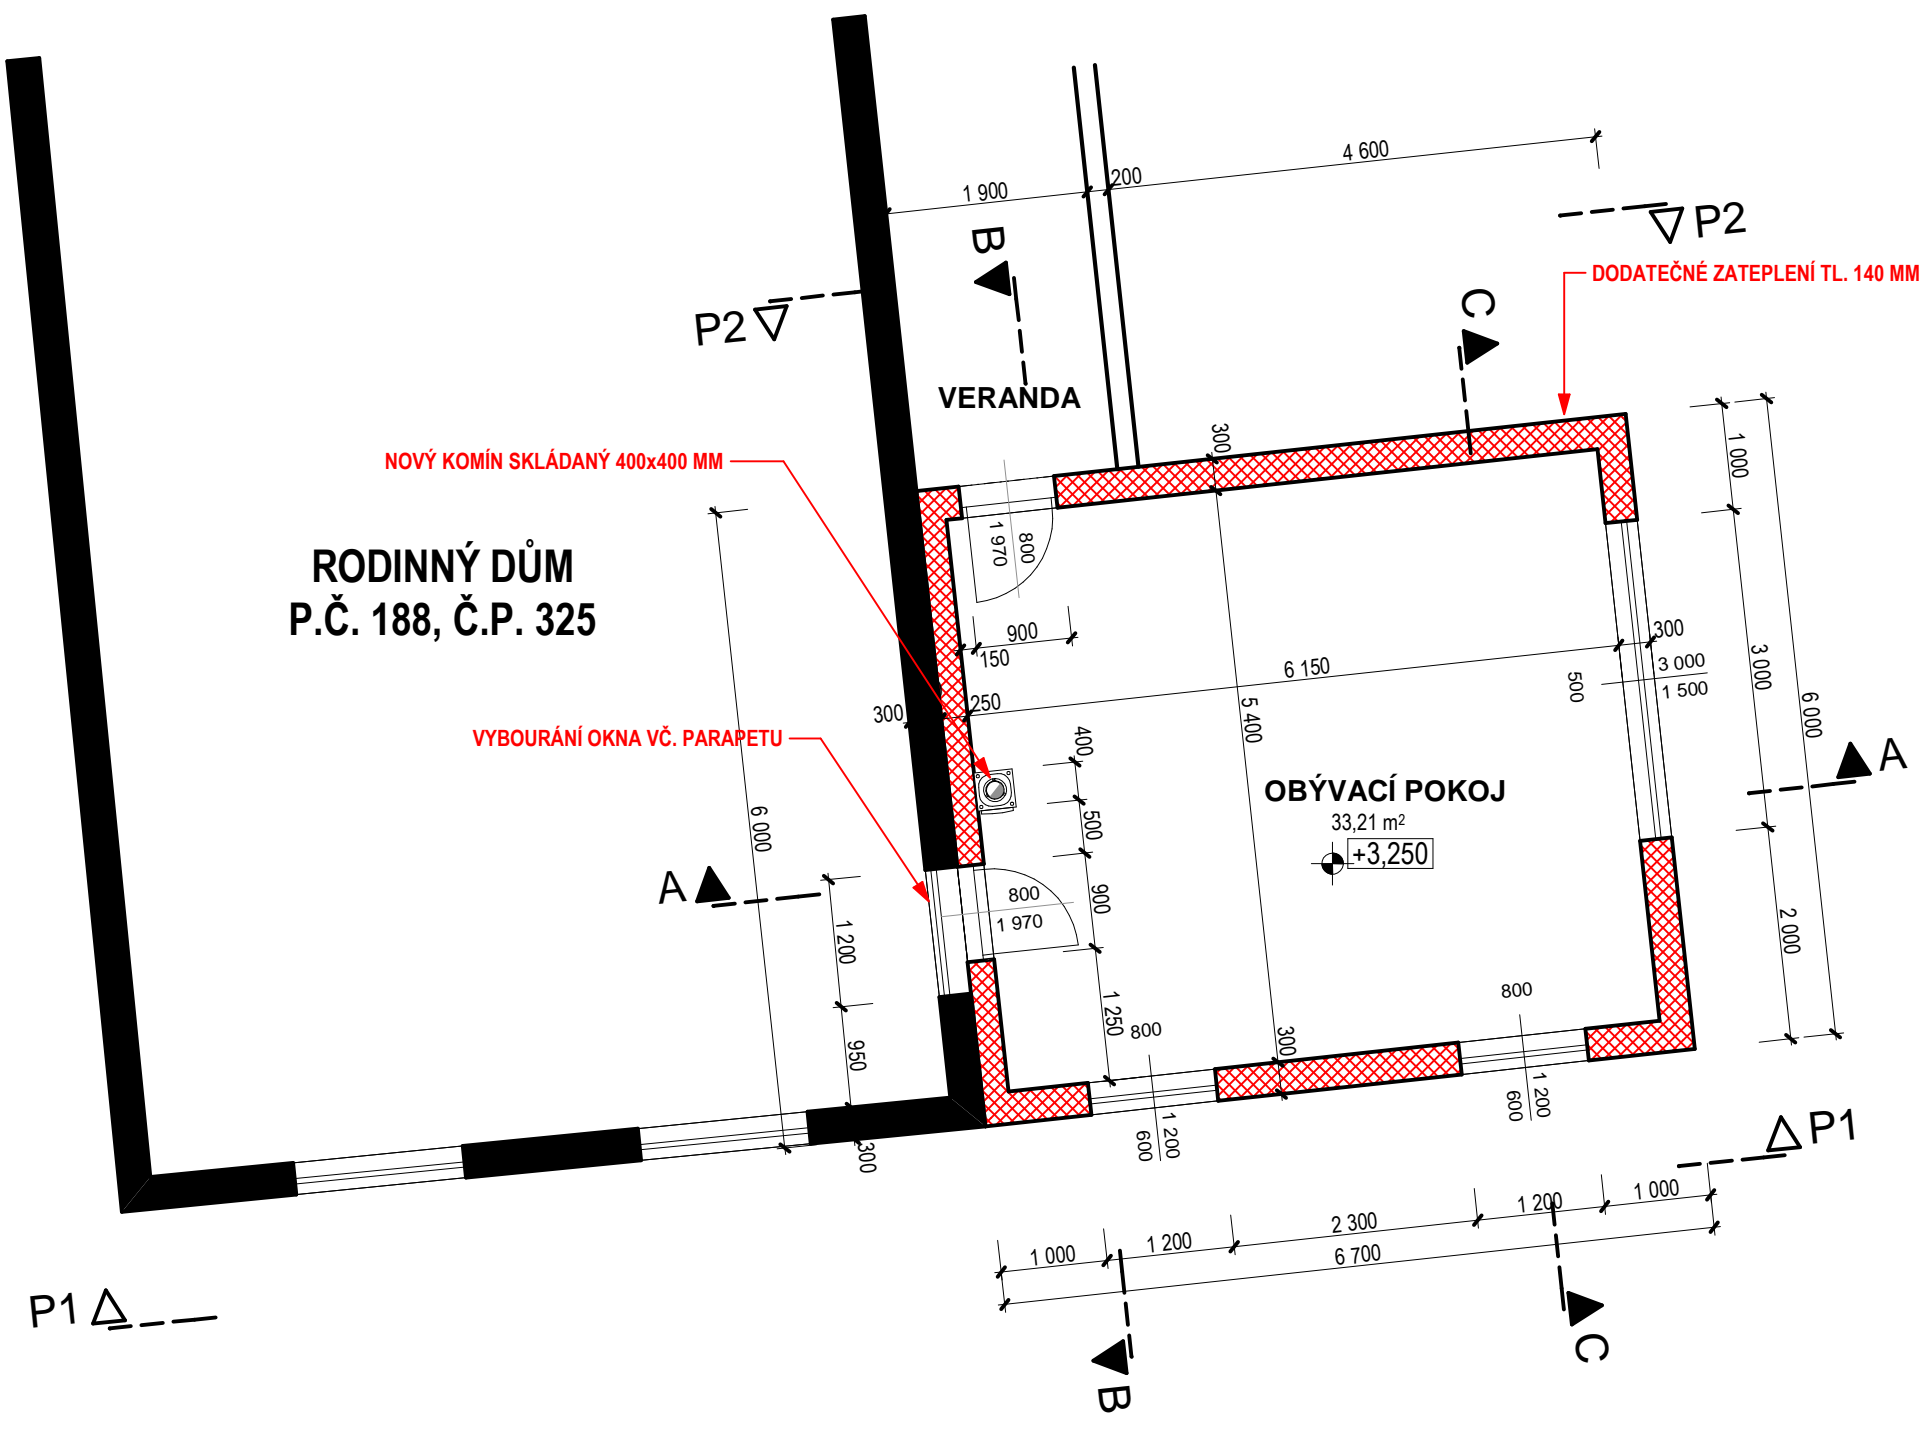 4 600
200
1 900
P2
B
DODATEČNÉ ZATEPLENÍ TL. 140 MM
C
P2
VERANDA
300
1 000
NOVÝ KOMÍN SKLÁDANÝ 400x400 MM
1 970
800
RODINNÝ DŮM
P.Č. 188, Č.P. 325
900
150
300
6 150
3 000
1 500
500
3 000
6 000
250
300
5 400
VYBOURÁNÍ OKNA VČ. PARAPETU
400
A
OBÝVACÍ POKOJ
33,21 m²
+3,250
500
6 000
A
800
1 970
900
1 200
2 000
1 250
800
800
950
300
1 200
600
1 200
600
300
P1
1 000
1 200
2 300
1 200
1 000
6 700
P1
C
B